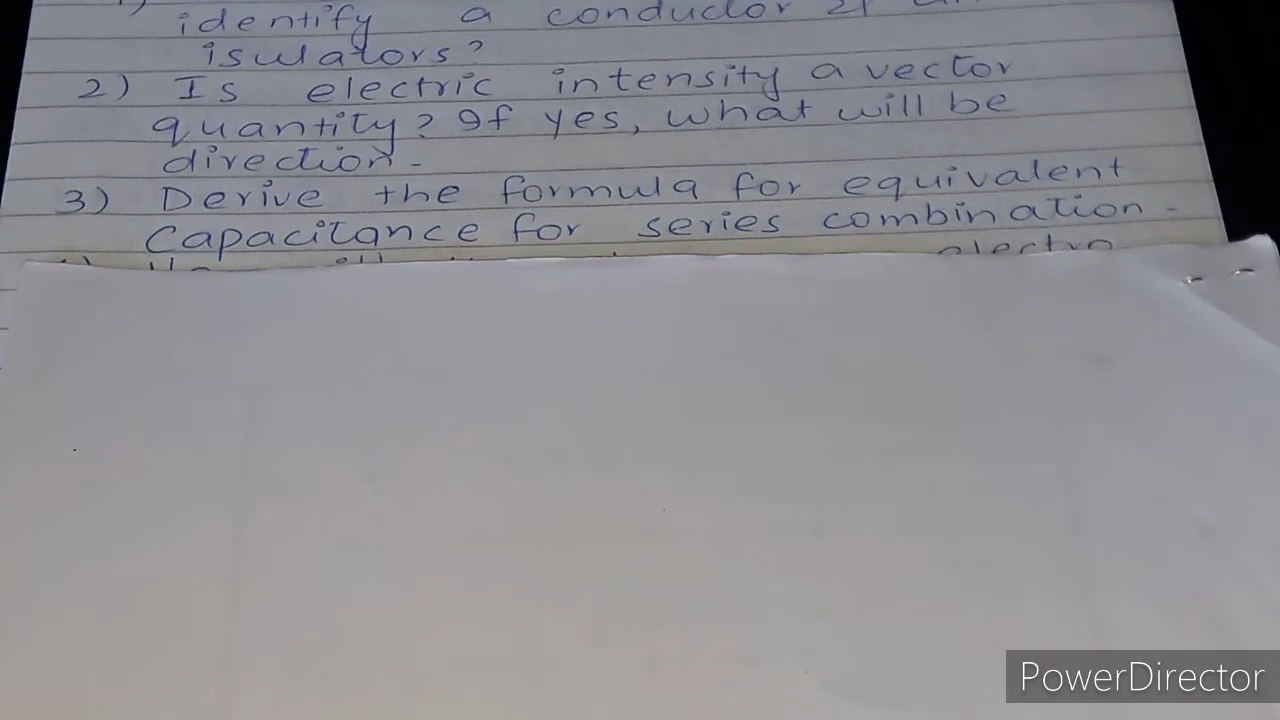 identify a conductor
isulators?
2) Is electric intensity a vector
quantity? If yes, what will be
direction-
3) Derive the formula for equivalent
Capacitance for series combination-
PowerDirector